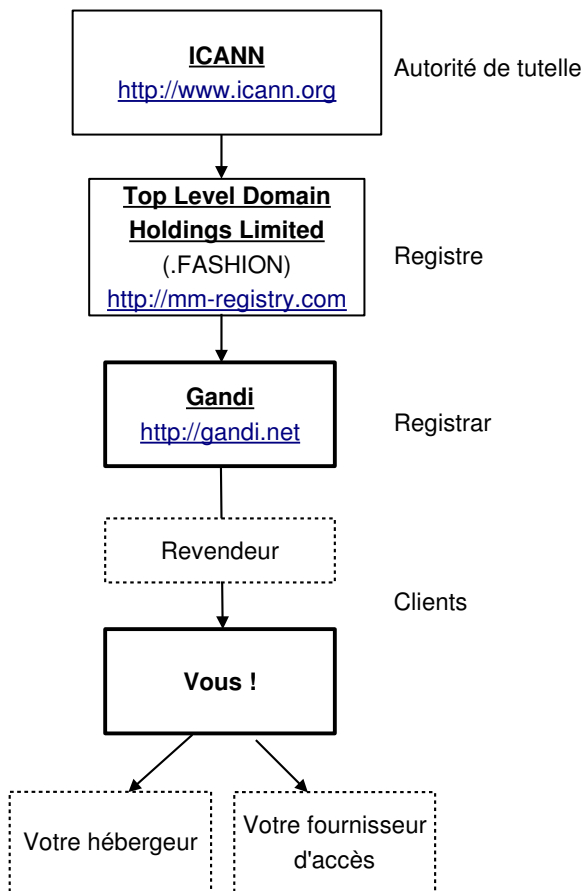 ICANN
http://www.icann.org
Autorité de tutelle
Top Level Domain
Holdings Limited
(.FASHION)
http://mm-registry.com
Registre
Gandi
http://gandi.net
Registrar
Revendeur
Clients
Vous !
Votre hébergeur
Votre fournisseur
d'accès